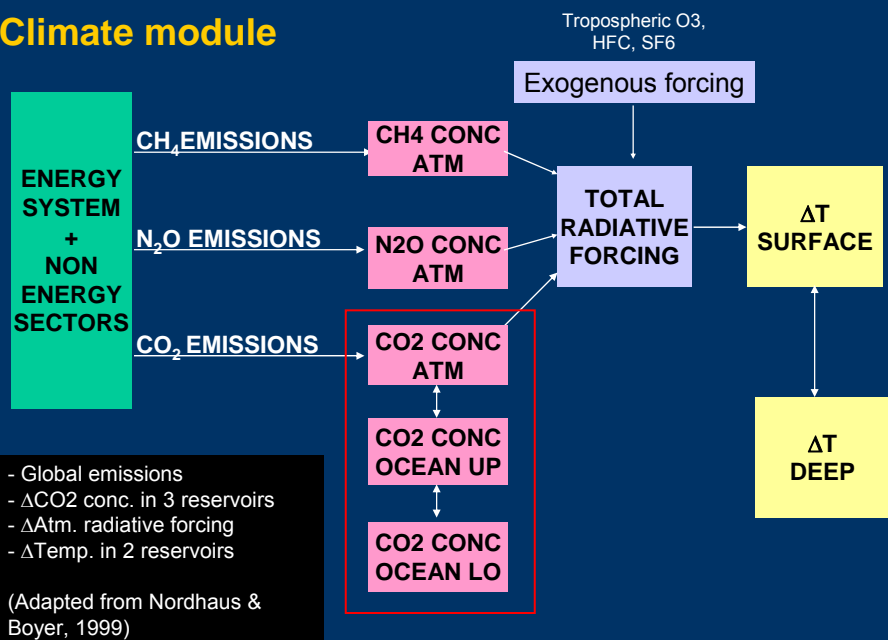 Climate module
Tropospheric O3,
HFC, SF6
Exogenous forcing
ENERGY
SYSTEM
+
NON
ENERGY
SECTORS
CH₄EMISSIONS
N₂O EMISSIONS
CO₂ EMISSIONS
CH4 CONC
ATM
N2O CONC
ATM
CO2 CONC
ATM
CO2 CONC
OCEAN UP
CO2 CONC
OCEAN LO
TOTAL
RADIATIVE
FORCING
ΔT
SURFACE
ΔT
DEEP
- Global emissions
- ΔCO2 conc. in 3 reservoirs
- ΔAtm. radiative forcing
- ΔTemp. in 2 reservoirs
(Adapted from Nordhaus &
Boyer, 1999)